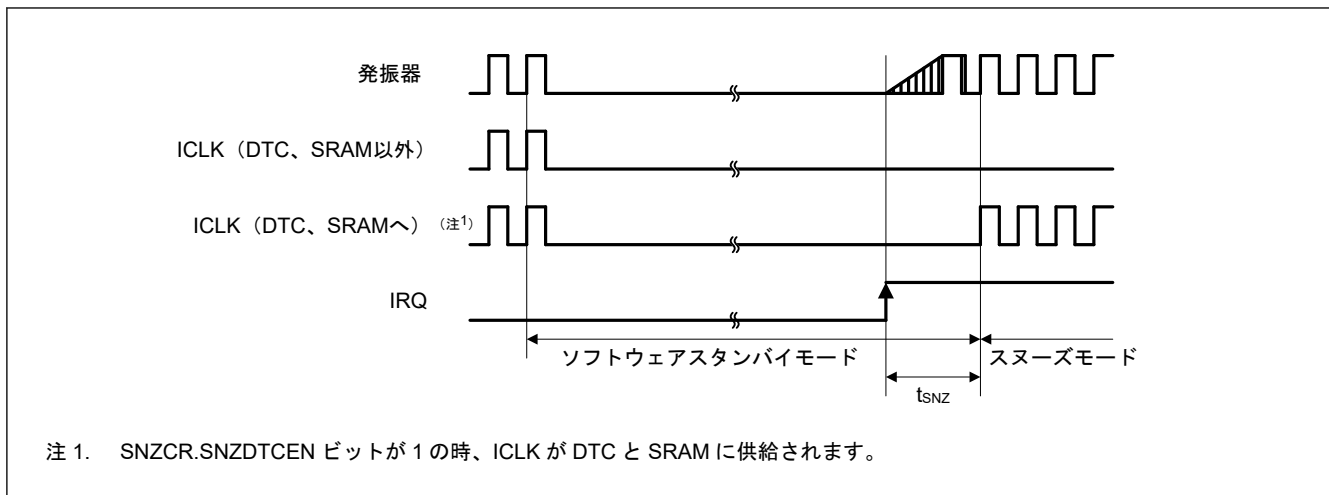 発振器
ICLK（DTC、SRAM以外）
ICLK（DTC、SRAMへ）（注1）
IRQ
ソフトウェアスタンバイモード
スヌーズモード
tSNZ
注 1. SNZCR.SNZDTCEN ビットが 1 の時、ICLK が DTC と SRAM に供給されます。